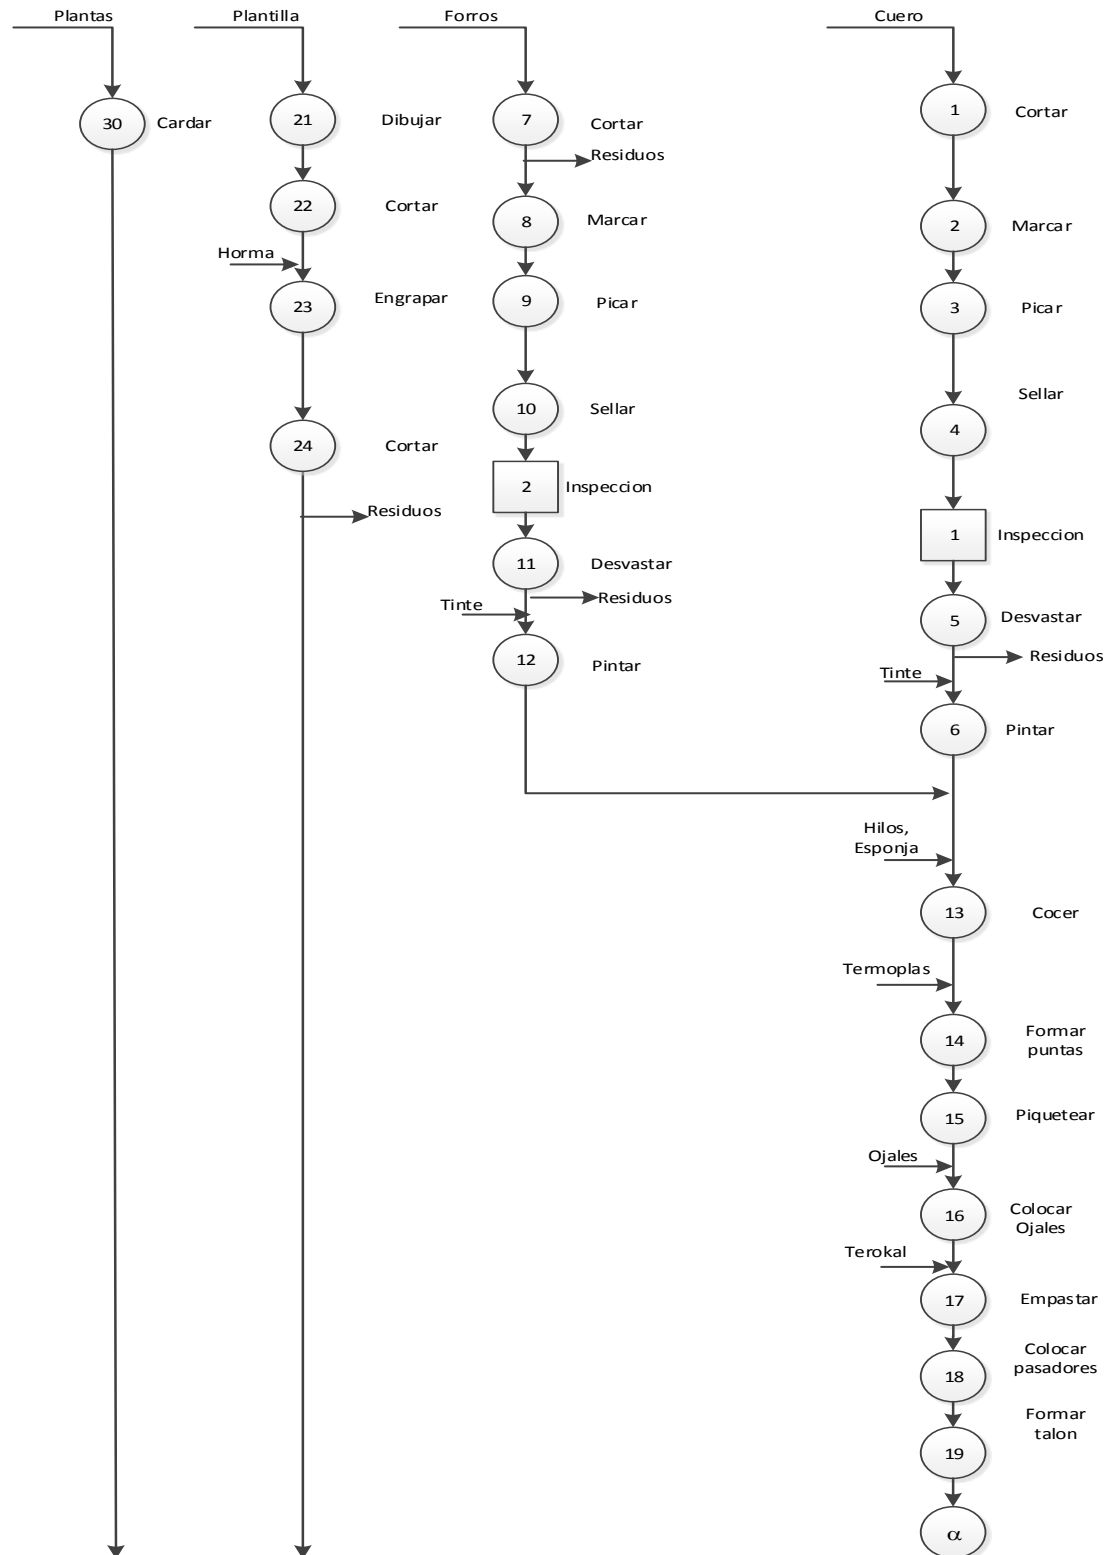 Plantas
Plantilla
Forros
Cuero
30
Cardar
21
Dibujar
22
Cortar
Horma
23
Engrapar
24
Cortar
Residuos
7
Cortar
Residuos
8
Marcar
9
Picar
10
Sellar
2
Inspeccion
11
Desvastar
Residuos
Tinte
12
Pintar
1
Cortar
2
Marcar
3
Picar
Sellar
4
1
Inspeccion
5
Desvastar
Residuos
Tinte
6
Pintar
Hilos,
Esponja
13
Cocer
Termoplas
14
Formar
puntas
15
Piquetear
Ojales
16
Colocar
Ojales
Terokal
17
Empastar
18
Colocar
pasadores
Formar
talon
19
α